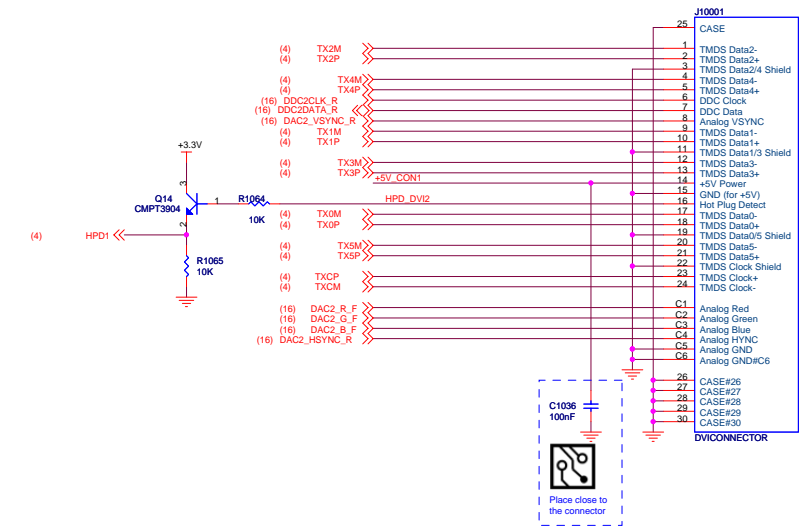 J10001
25 CASE
(4) TX2M 1 TMDS Data2-
(4) TX2P 2 TMDS Data2+
3 TMDS Data2/4 Shield
(4) TX4M 4 TMDS Data4-
(4) TX4P 5 TMDS Data4+
(16) DDC2CLK_R 6 DDC Clock
(16) DDC2DATA_R 7 DDC Data
(16) DAC2_VSYNC_R 8 Analog VSYNC
(4) TX1M 9 TMDS Data1-
(4) TX1P 10 TMDS Data1+
11 TMDS Data1/3 Shield
(4) TX3M 12 TMDS Data3-
(4) TX3P 13 TMDS Data3+
+5V_CON1 14 +5V Power
15 GND (for +5V)
HPD_DVI2 16 Hot Plug Detect
(4) TX0M 17 TMDS Data0-
(4) TX0P 18 TMDS Data0+
19 TMDS Data0/5 Shield
(4) TX5M 20 TMDS Data5-
(4) TX5P 21 TMDS Data5+
22 TMDS Clock Shield
(4) TXCP 23 TMDS Clock+
(4) TXCM 24 TMDS Clock-
(16) DAC2_R_F C1 Analog Red
(16) DAC2_G_F C2 Analog Green
(16) DAC2_B_F C3 Analog Blue
(16) DAC2_HSYNC_R C4 Analog HYNC
C5 Analog GND
C6 Analog GND#C6
26 CASE#26
27 CASE#27
28 CASE#28
29 CASE#29
30 CASE#30
DVICONNECTOR
+3.3V
3
Q14
CMPT3904
1
2
R1064
10K
(4) HPD1
R1065
10K
C1036
100nF
Place close to
the connector